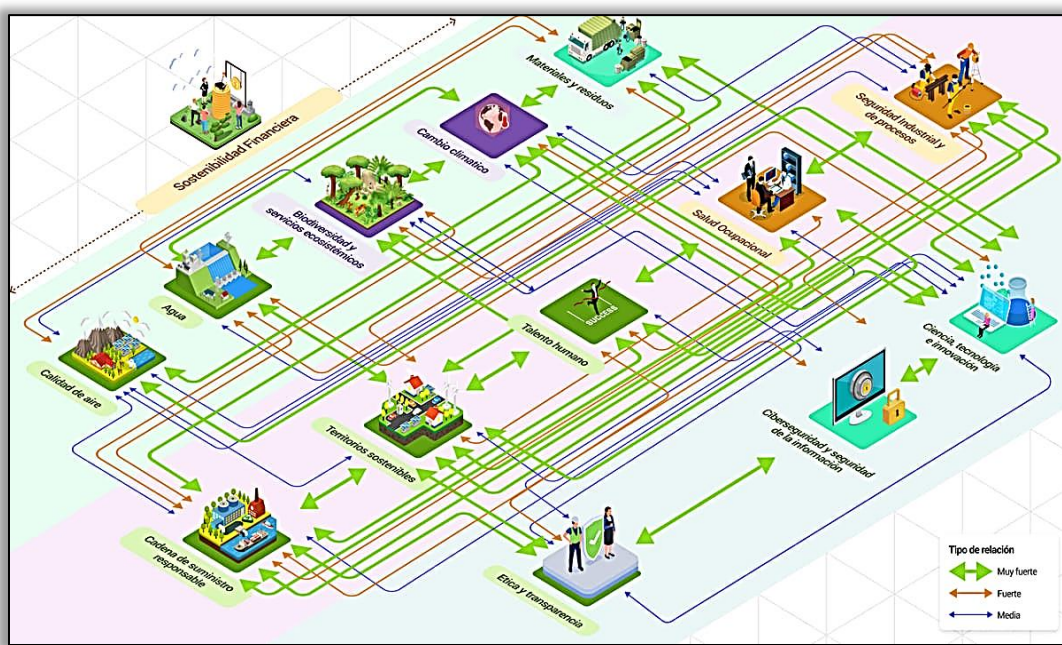 Sostenibilidad Financiera
Materiales y residuos
Cambio climatico
Biodiversidad y
servicios ecosistémicos
Agua
Calidad de aire
Seguridad Industrial y
de procesos
Salud Ocupacional
SUCCESS
Talento humano
Territorios sostenibles
Cadena de suministro
responsable
Ciencia, tecnología
e innovación
Ciberseguridad y seguridad
de la información
Etica y transparencia
Tipo de relación
Muy fuerte
Fuerte
Media